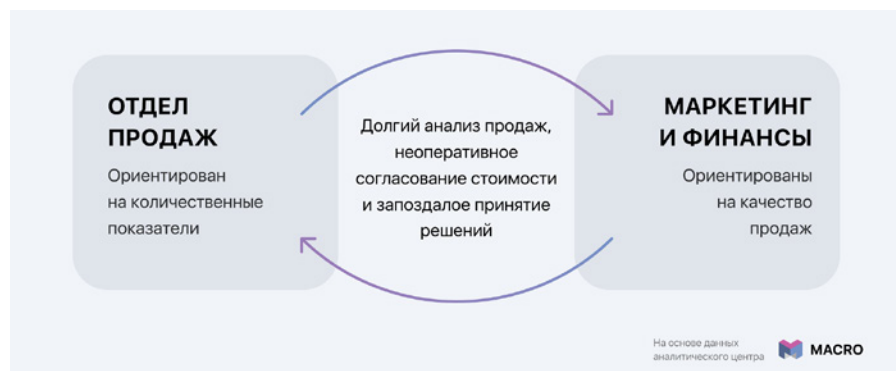 ОТДЕЛ
ПРОДАЖ
Ориентирован
на количественные
показатели
Долгий анализ продаж,
неоперативное
согласование стоимости
и запоздалое принятие
решений
МАРКЕТИНГ
И ФИНАНСЫ
Ориентированы
на качество
продаж
На основе данных
аналитического центра
MACRO